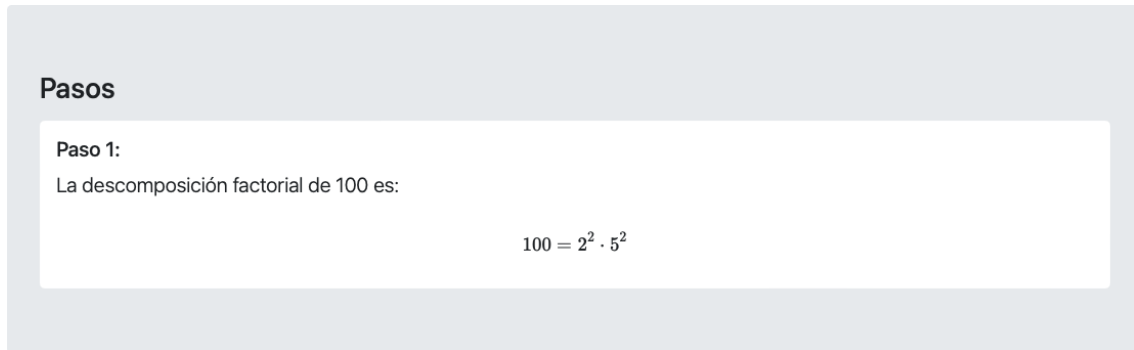 Pasos
Paso 1:
La descomposición factorial de 100 es:
100 = 2² · 5²